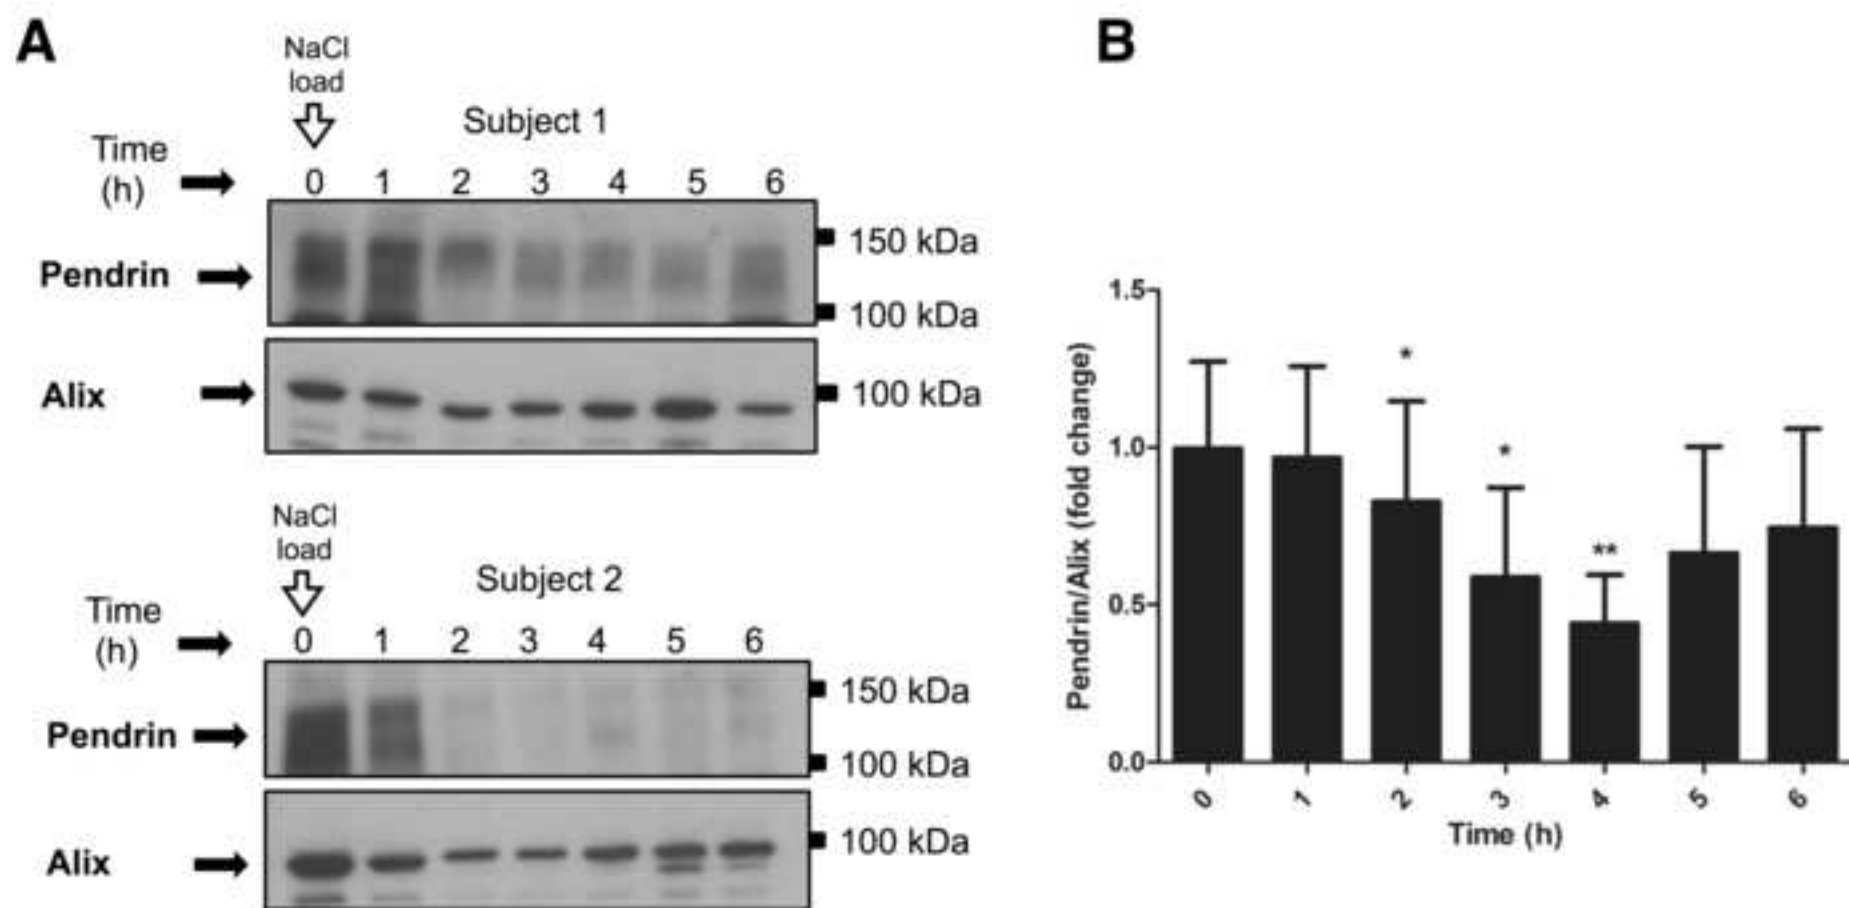 A
NaCl
load
Subject 1
Time
(h)
0 1 2 3 4 5 6
Pendrin
150 kDa
100 kDa
Alix
100 kDa
NaCl
load
Subject 2
Time
(h)
0 1 2 3 4 5 6
Pendrin
150 kDa
100 kDa
Alix
100 kDa
B
Pendrin/Alix (fold change)
1.5
1.0
0.5
0.0
*
*
**
0 1 2 3 4 5 6
Time (h)